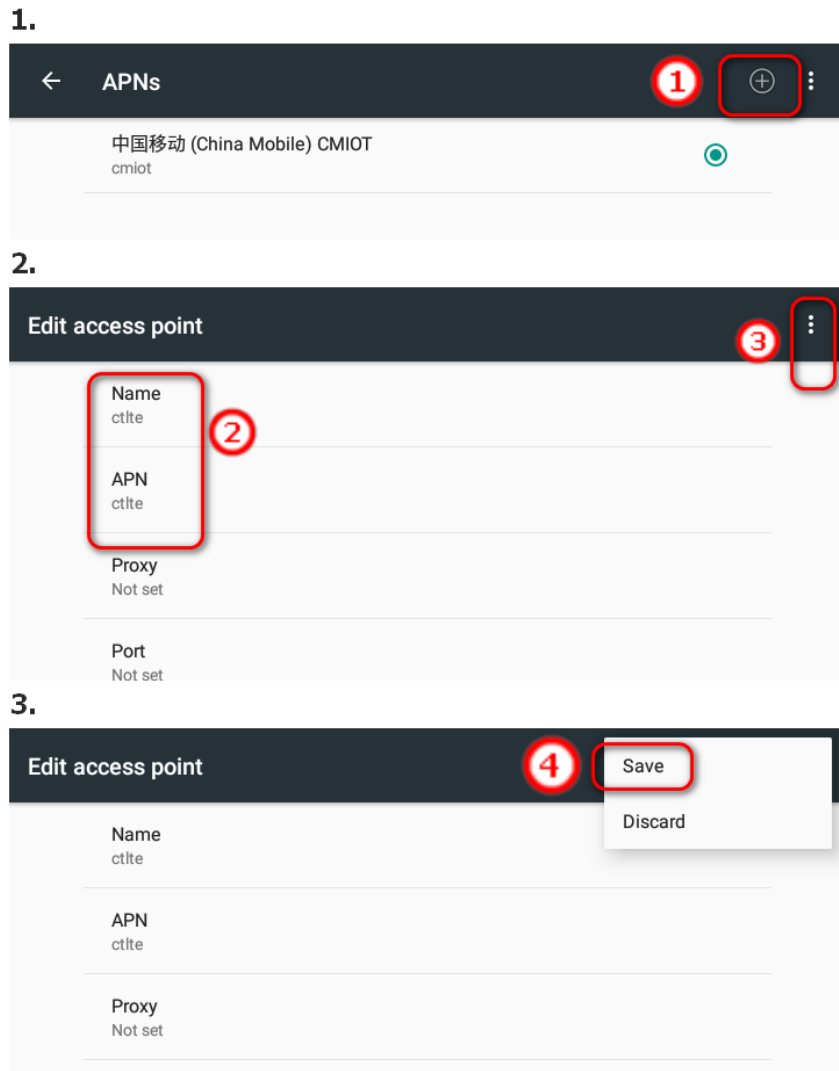 1.
APNs
1
中国移动 (China Mobile) CMIOT
cmiot
2.
Edit access point
3
Name
ctlte
2
APN
ctlte
Proxy
Not set
Port
Not set
3.
Edit access point
4
Save
Discard
Name
ctlte
APN
ctlte
Proxy
Not set